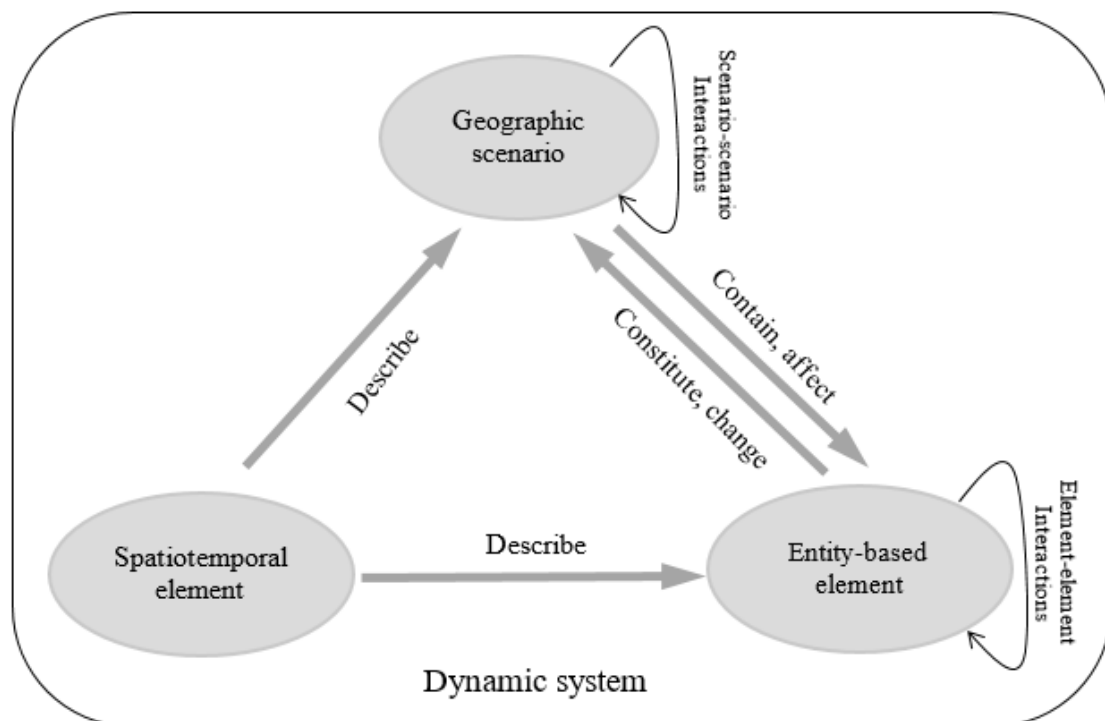 Geographic
scenario
Scenario-scenario
Interactions
Describe
Contain, affect
Constitute, change
Spatiotemporal
element
Describe
Entity-based
element
Element-element
Interactions
Dynamic system